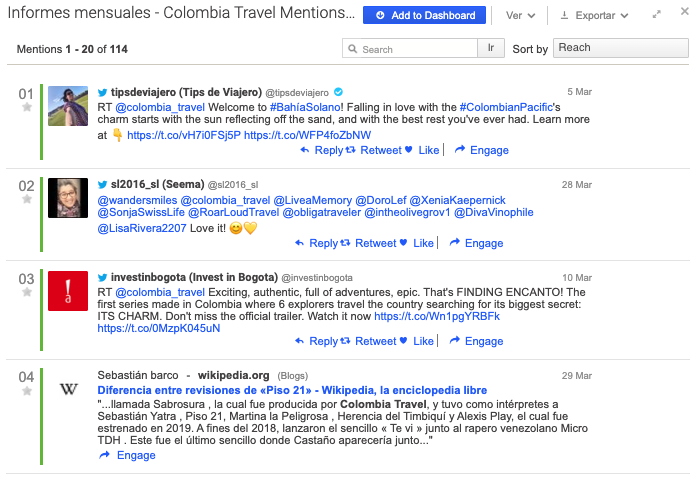 Informes mensuales - Colombia Travel Mentions...
Add to Dashboard
Ver
Exportar
Mentions 1 - 20 of 114
Search
Ir
Sort by
Reach
01
tipsdeviajero (Tips de Viajero) @tipsdeviajero
5 Mar
RT @colombia_travel Welcome to #BahíaSolano! Falling in love with the #ColombianPacific's
charm starts with the sun reflecting off the sand, and with the best rest you've ever had. Learn more
at 👇 https://t.co/vH7i0FSj5P https://t.co/WFP4foZbNW
Reply Retweet Like Engage
02
sl2016_sl (Seema) @sl2016_sl
28 Mar
@wandersmiles @colombia_travel @LiveaMemory @DoroLef @XeniaKaepernick
@SonjaSwissLife @RoarLoudTravel @obligatraveler @intheolivegrov1 @DivaVinophile
@LisaRivera2207 Love it! 😊💛
Reply Retweet Like Engage
03
investinbogota (Invest in Bogota) @investinbogota
10 Mar
RT @colombia_travel Exciting, authentic, full of adventures, epic. That's FINDING ENCANTO! The
first series made in Colombia where 6 explorers travel the country searching for its biggest secret:
ITS CHARM. Don't miss the official trailer. Watch it now https://t.co/Wn1pgYRBFk
https://t.co/0MzpK045uN
Reply Retweet Like Engage
04
W
Sebastián barco - wikipedia.org (Blogs)
29 Mar
Diferencia entre revisiones de «Piso 21» - Wikipedia, la enciclopedia libre
"...llamada Sabrosura , la cual fue producida por Colombia Travel, y tuvo como intérpretes a
Sebastián Yatra , Piso 21, Martina la Peligrosa , Herencia del Timbiquí y Alexis Play, el cual fue
estrenado en 2019. A fines del 2018, lanzaron el sencillo « Te vi » junto al rapero venezolano Micro
TDH . Este fue el último sencillo donde Castaño aparecería junto..."
Engage